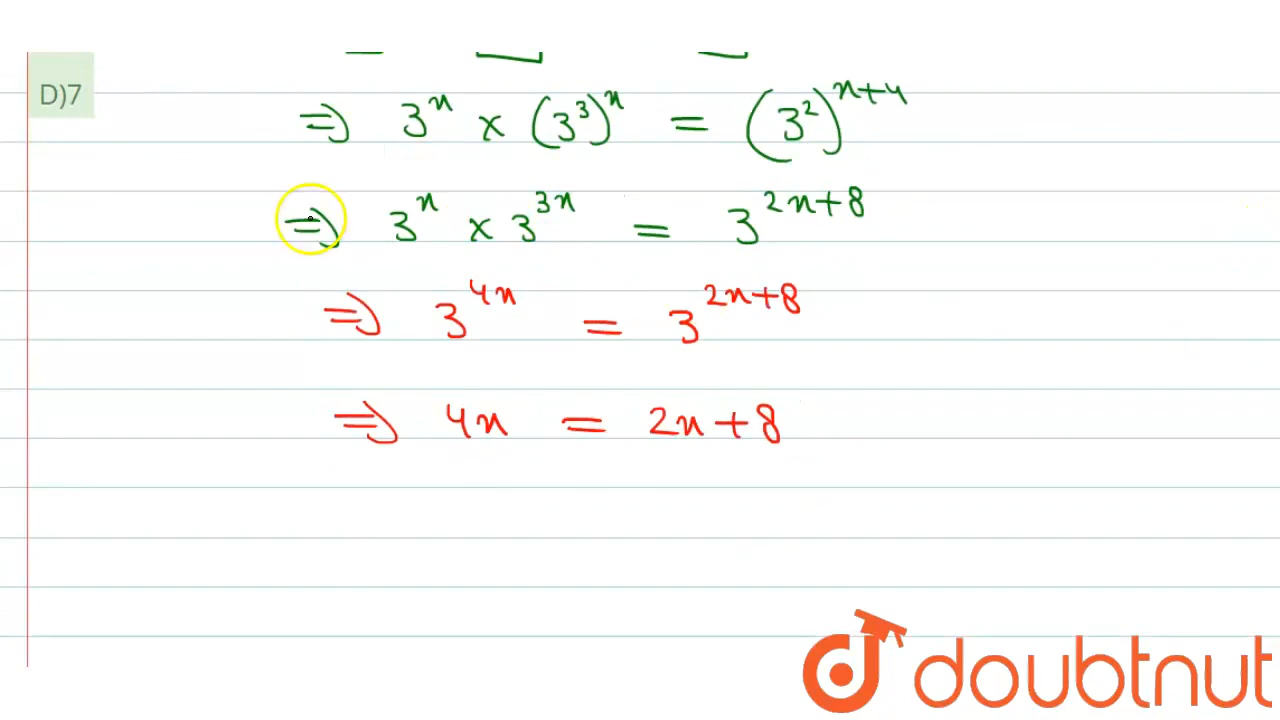 D)7
⇒ 3^x × (3^3)^x = (3^2)^{x+4}
⇒ 3^x × 3^{3x} = 3^{2x+8}
⇒ 3^{4x} = 3^{2x+8}
⇒ 4x = 2x+8
doubtnut